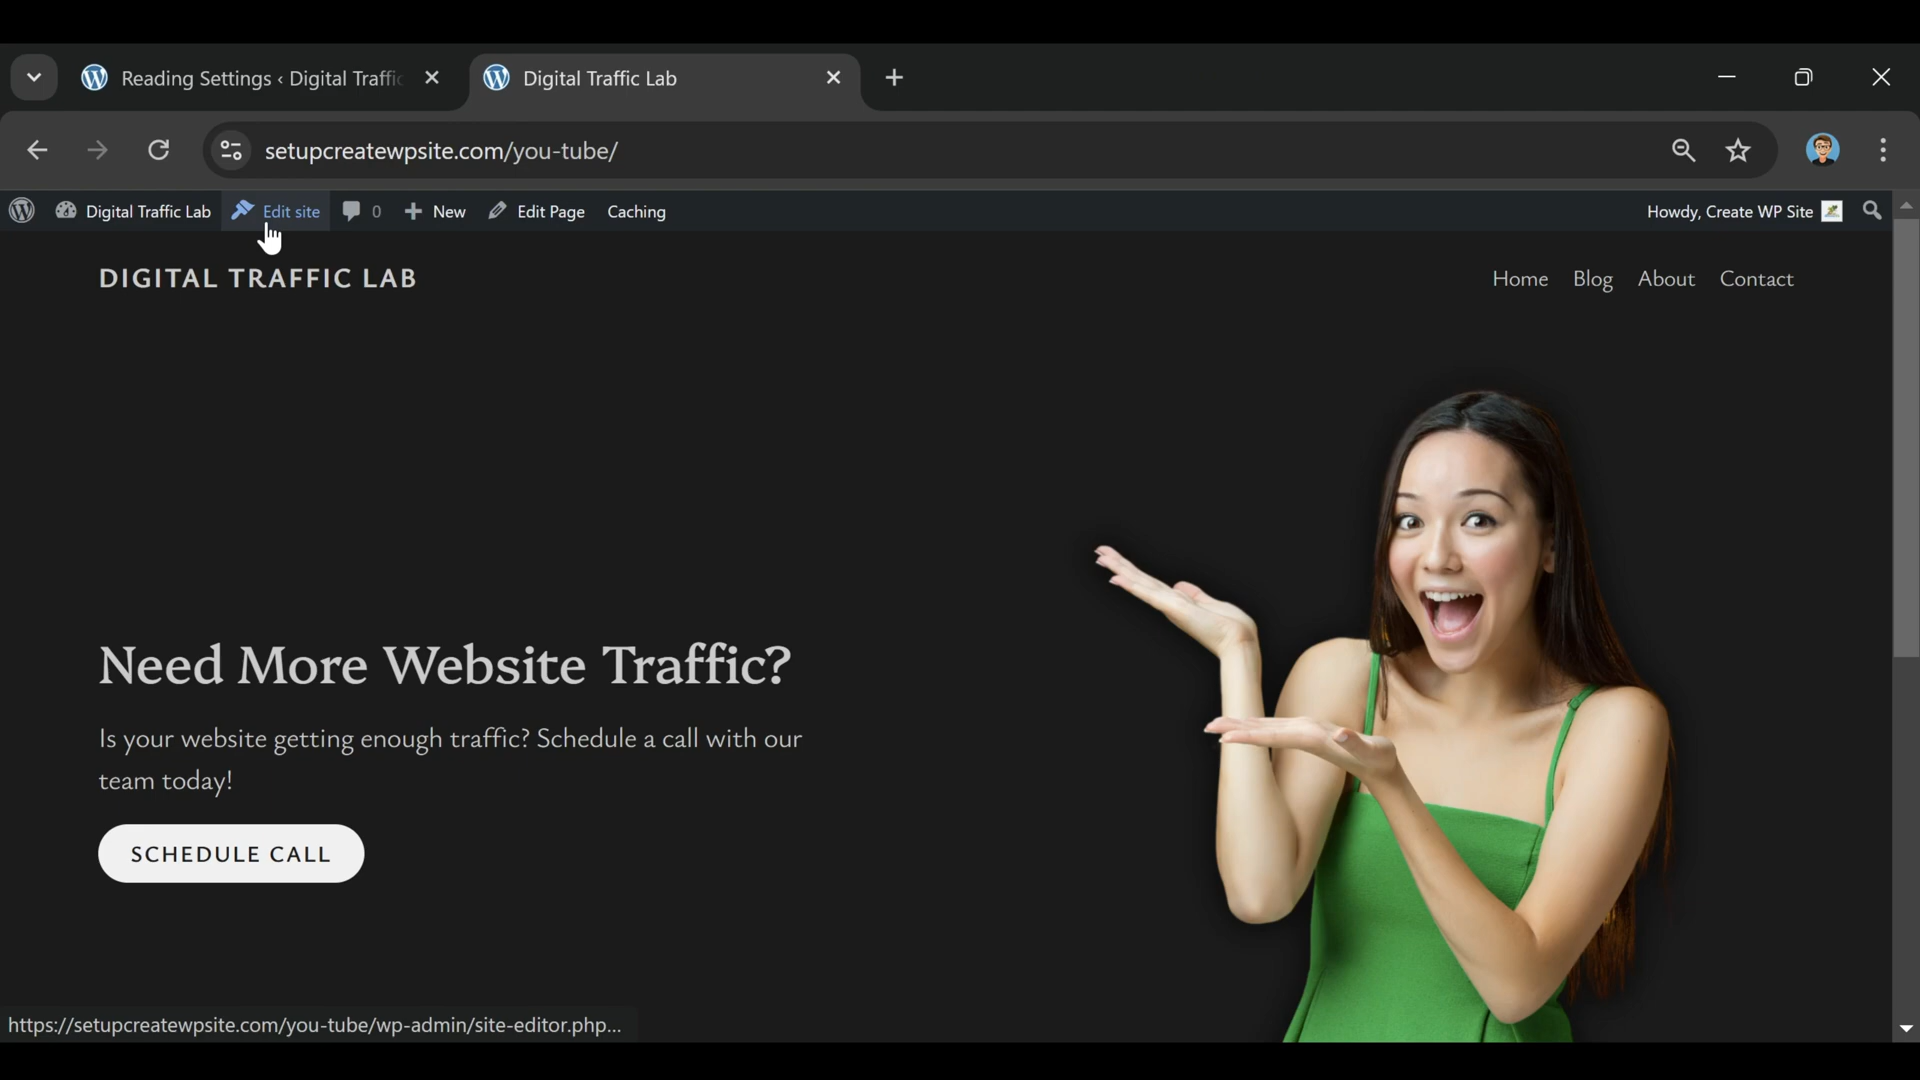 Reading Settings ‹ Digital Traffic
Digital Traffic Lab
setupcreatewpsite.com/you-tube/
Digital Traffic Lab
Edit site
0
New
Edit Page
Caching
Howdy, Create WP Site
DIGITAL TRAFFIC LAB
Home
Blog
About
Contact
Need More Website Traffic?
Is your website getting enough traffic? Schedule a call with our
team today!
SCHEDULE CALL
https://setupcreatewpsite.com/you-tube/wp-admin/site-editor.php...